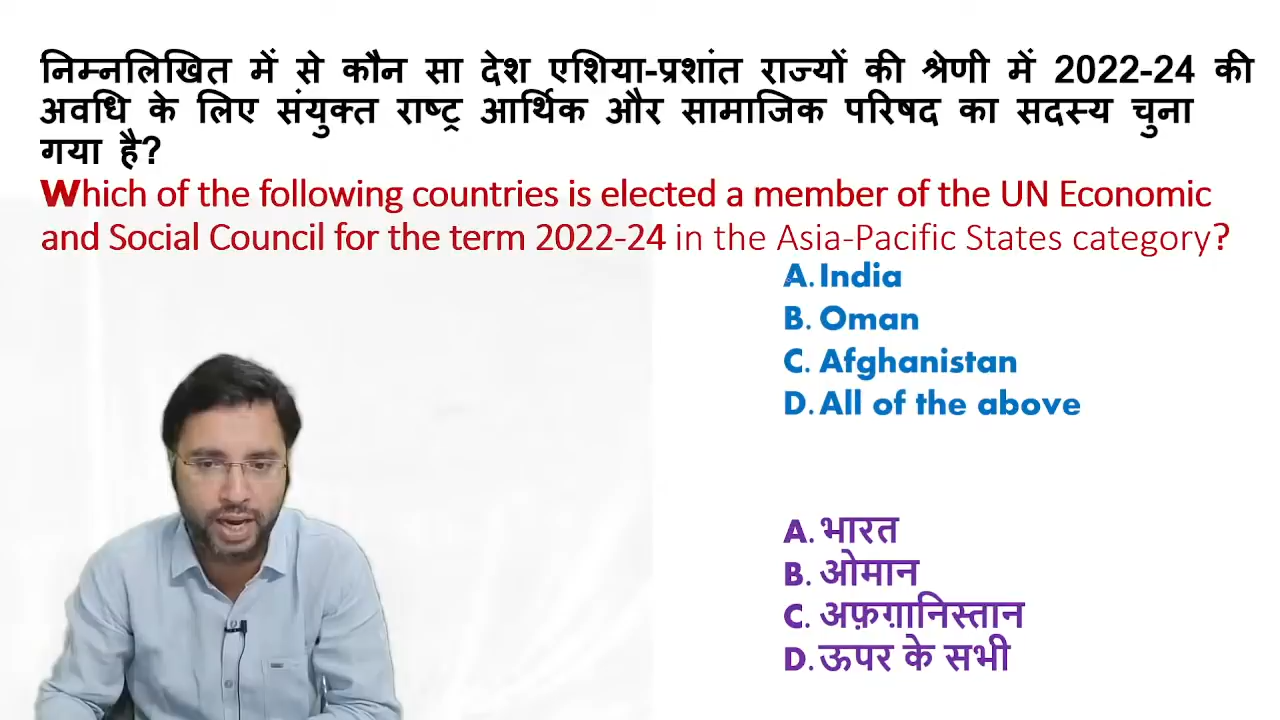 निम्नलिखित में से कौन सा देश एशिया-प्रशांत राज्यों की श्रेणी में 2022-24 की
अवधि के लिए संयुक्त राष्ट्र आर्थिक और सामाजिक परिषद का सदस्य चुना
गया है?
Which of the following countries is elected a member of the UN Economic
and Social Council for the term 2022-24 in the Asia-Pacific States category?
A. India
B. Oman
C. Afghanistan
D. All of the above
A. भारत
B. ओमान
C. अफ़ग़ानिस्तान
D. ऊपर के सभी